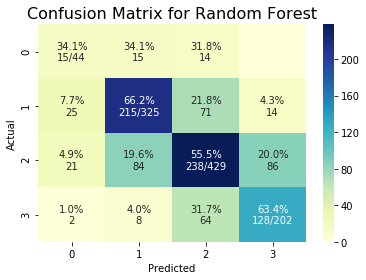 Confusion Matrix for Random Forest
34.1% 34.1% 31.8%
15/44 15 14
7.7% 66.2% 21.8% 4.3%
25 215/325 71 14
4.9% 19.6% 55.5% 20.0%
21 84 238/429 86
1.0% 4.0% 31.7% 63.4%
2 8 64 128/202
0
1
2
3
Actual
0 1 2 3
Predicted
200
160
120
80
40
0